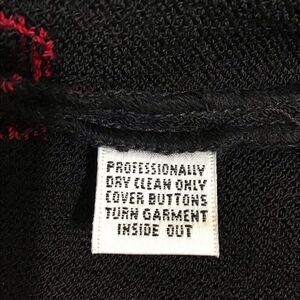 PROFESSIONALLY
DRY CLEAN ONLY
COVER BUTTONS
TURN GARMENT
INSIDE OUT